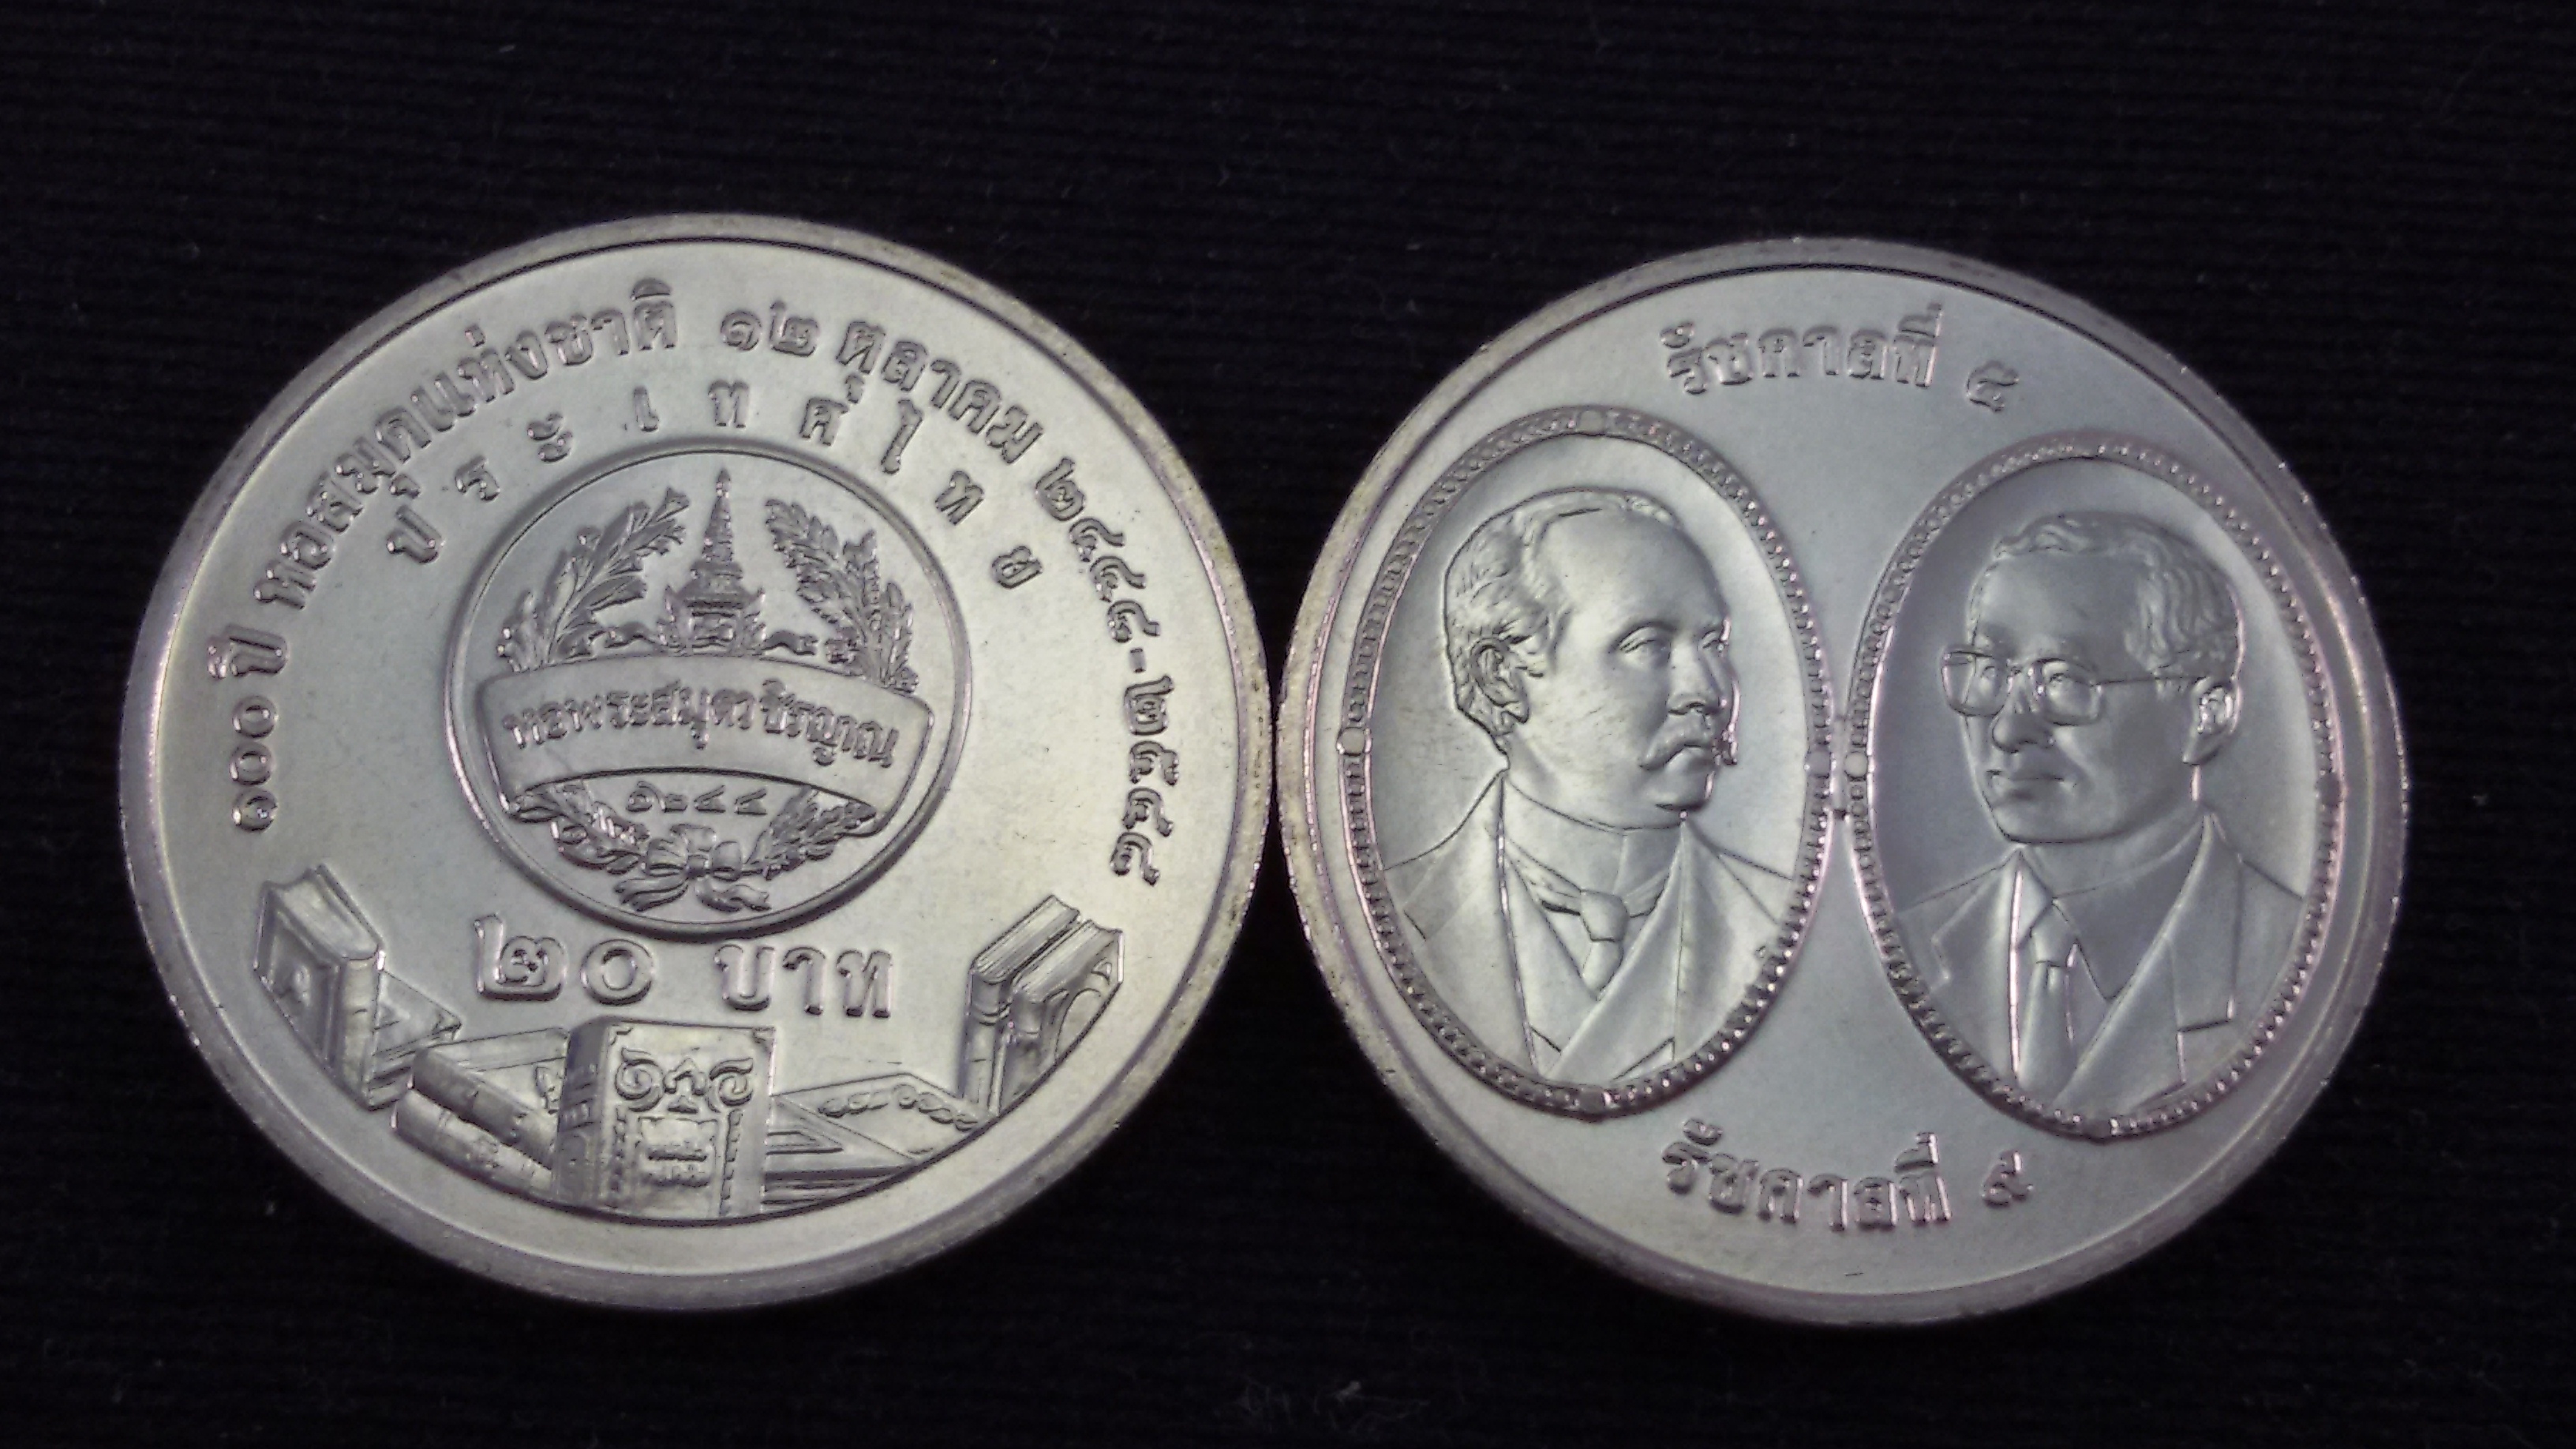 ๑๐๐ ปี หอสมุดแห่งชาติ ๑๒ ตุลาคม ๒๔๔๘-๒๕๔๘
ประเทศไทย
หอพระสมุดวชิรญาณ
๑๒๔๔
๒๐ บาท
รัชกาลที่ ๕
รัชกาลที่ ๙